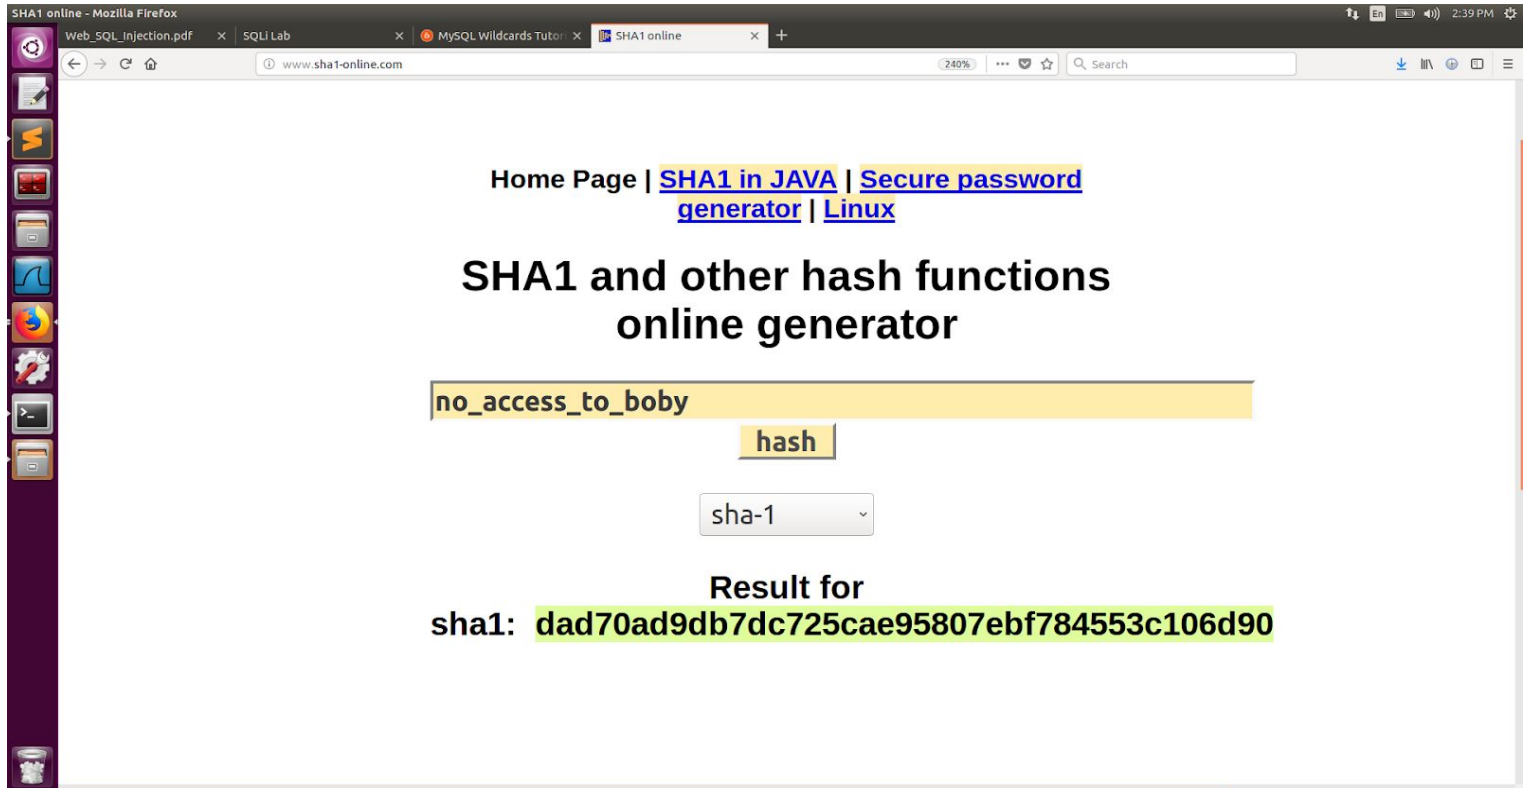 SHA1 online - Mozilla Firefox
En 2:39 PM
Web_SQL_Injection.pdf × SQLi Lab × MySQL Wildcards Tutori × SHA1 online × +
www.sha1-online.com 240% ··· Search
Home Page | SHA1 in JAVA | Secure password
generator | Linux
SHA1 and other hash functions
online generator
no_access_to_boby
hash
sha-1
Result for
sha1: dad70ad9db7dc725cae95807ebf784553c106d90